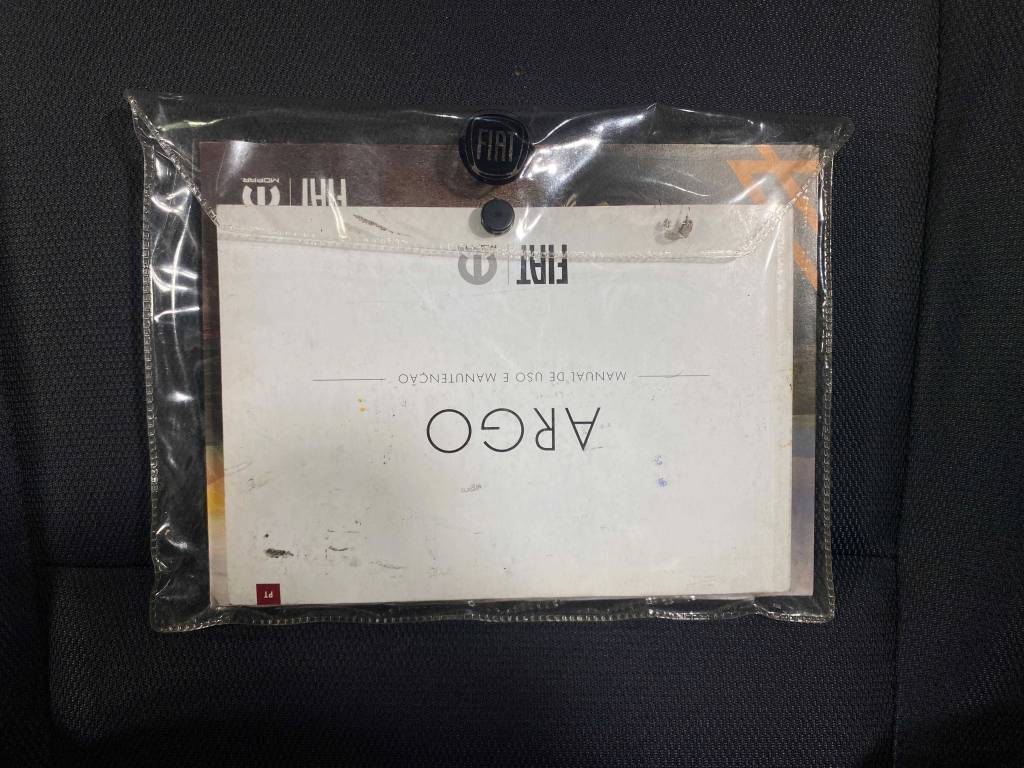 FIAT
MOPAR | FIAT
ARGO
MANUAL DE USO E MANUTENÇÃO
FIAT
PT